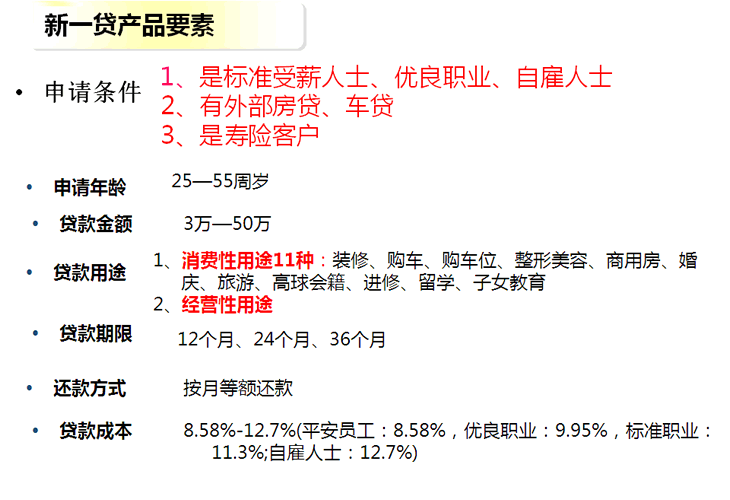 新一贷产品要素
• 申请条件
1、是标准受薪人士、优良职业、自雇人士
2、有外部房贷、车贷
3、是寿险客户
• 申请年龄 25—55周岁
• 贷款金额 3万—50万
• 贷款用途
1、消费性用途11种：装修、购车、购车位、整形美容、商用房、婚
庆、旅游、高球会籍、进修、留学、子女教育
2、经营性用途
• 贷款期限 12个月、24个月、36个月
• 还款方式 按月等额还款
• 贷款成本 8.58%-12.7%(平安员工：8.58%，优良职业：9.95%，标准职业：
11.3%;自雇人士：12.7%)